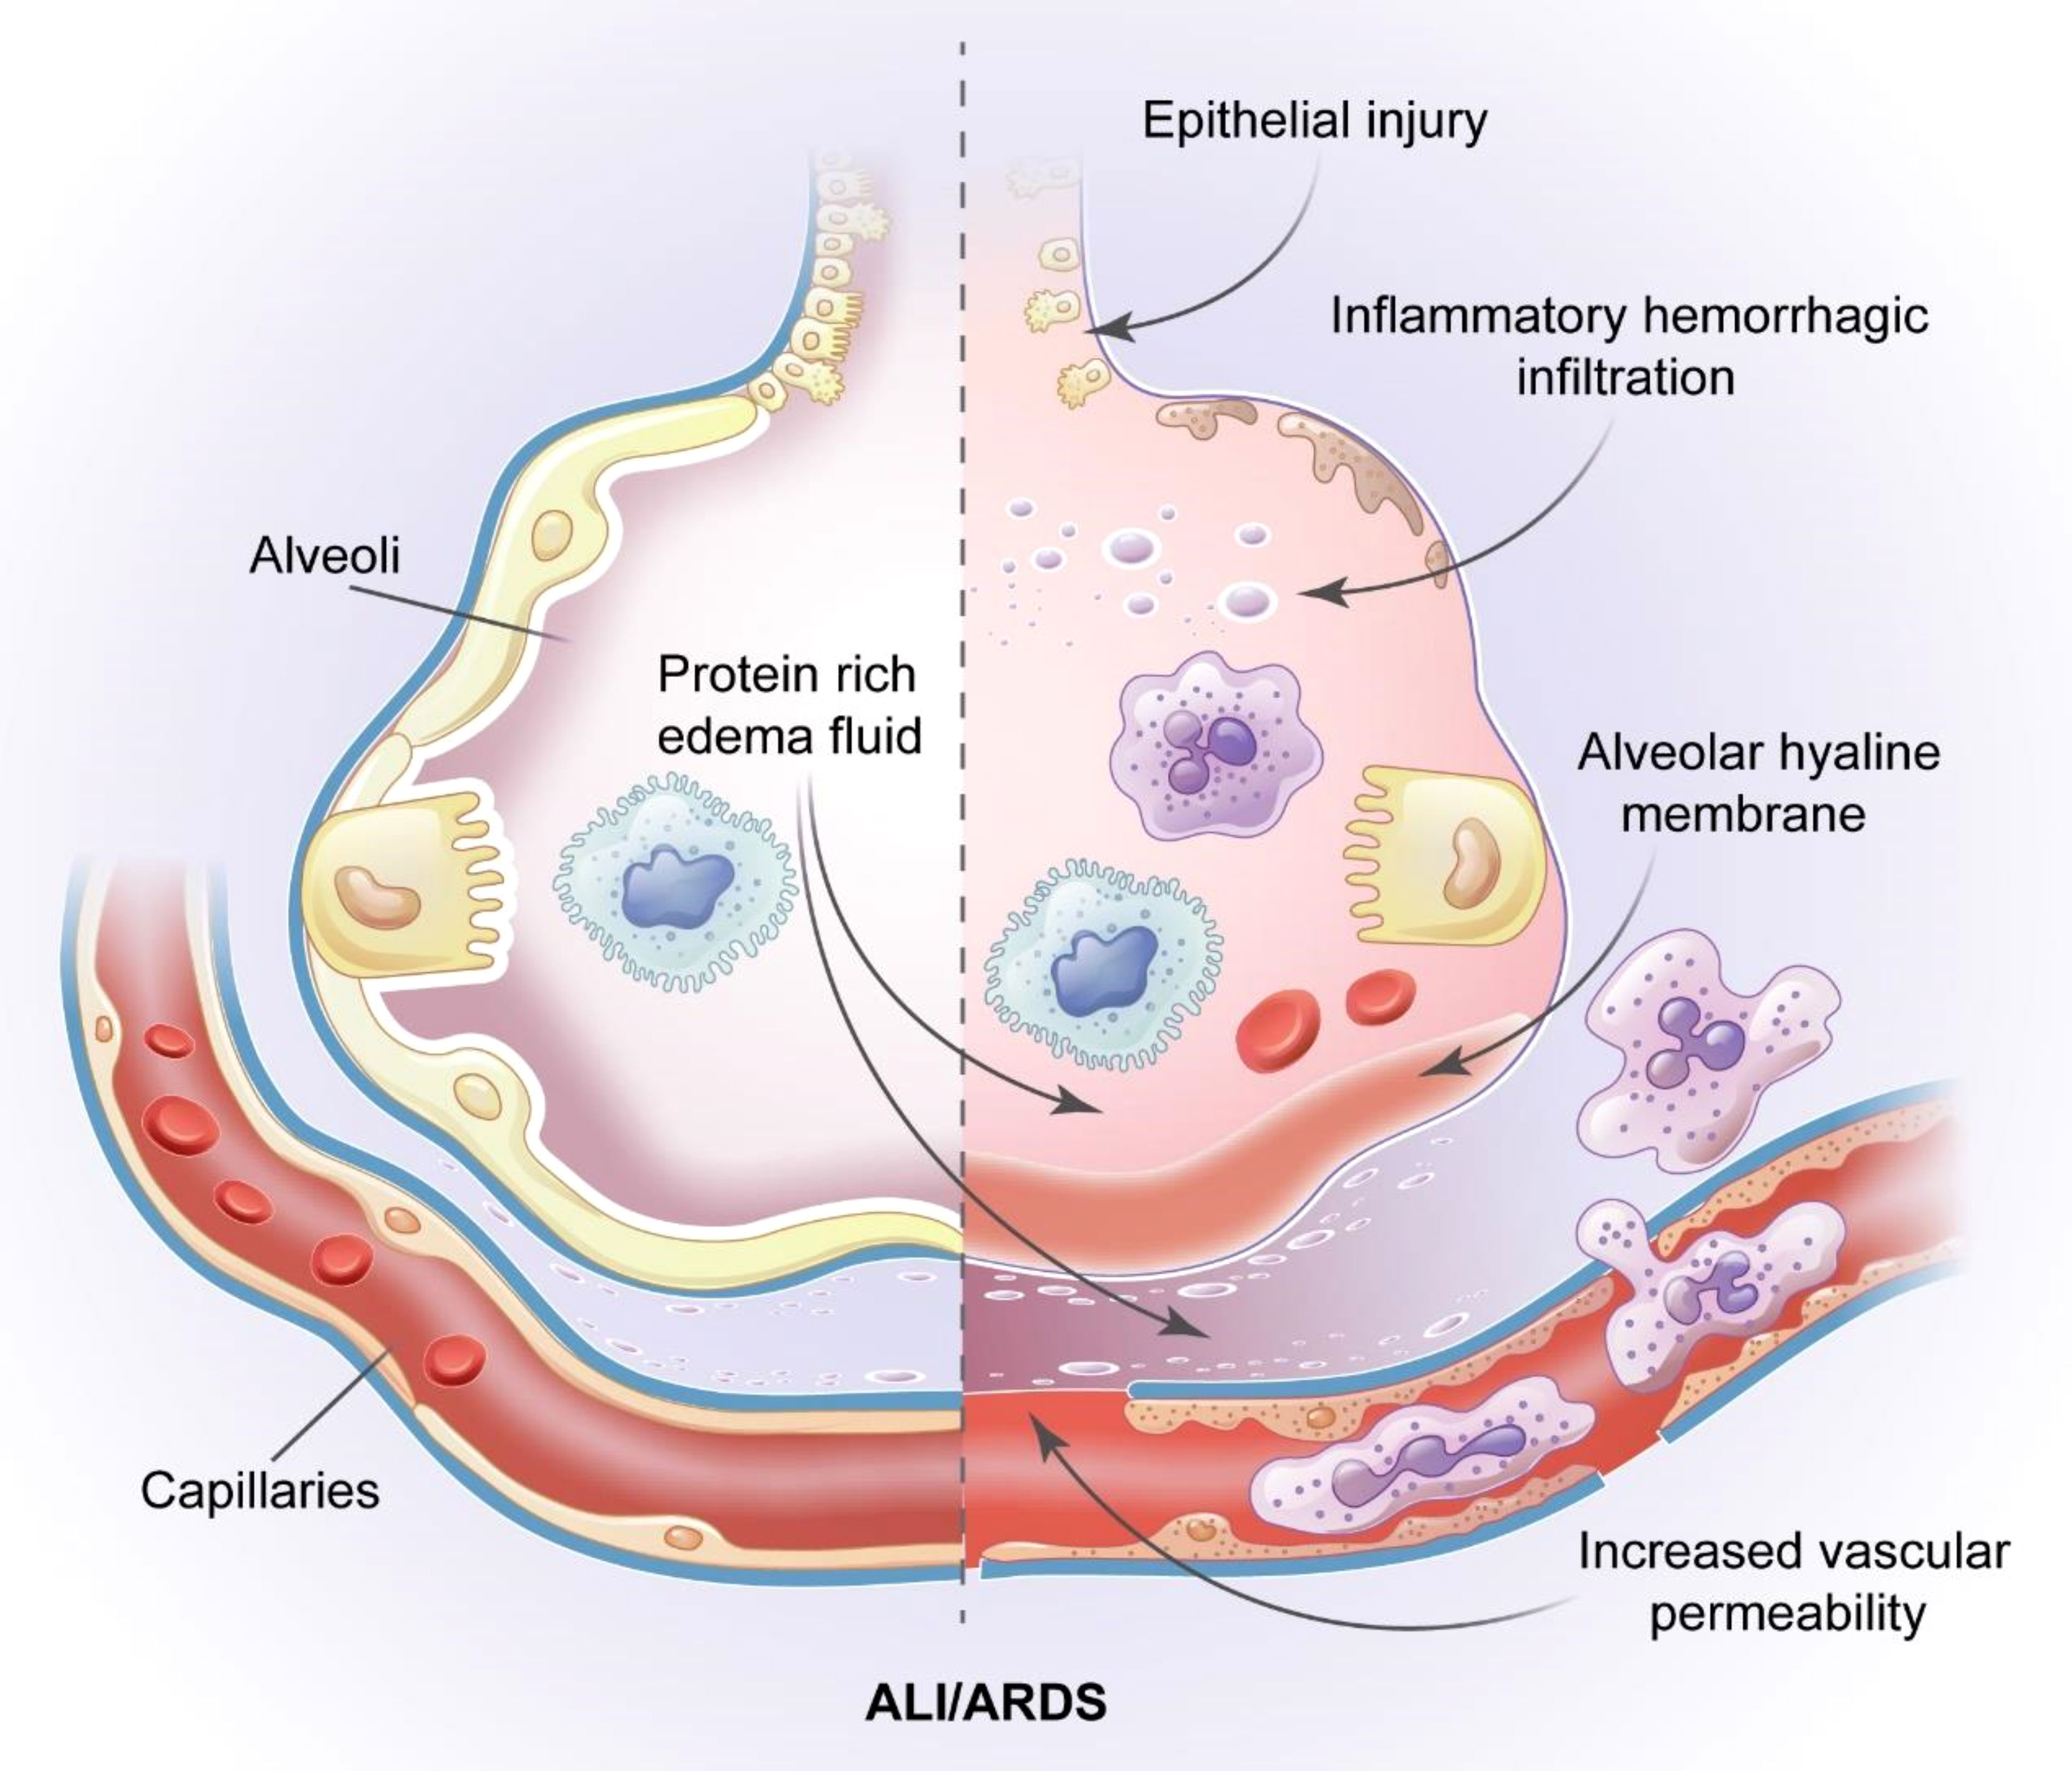 Epithelial injury
Inflammatory hemorrhagic
infiltration
Alveoli
Protein rich
edema fluid
Alveolar hyaline
membrane
Capillaries
Increased vascular
permeability
ALI/ARDS